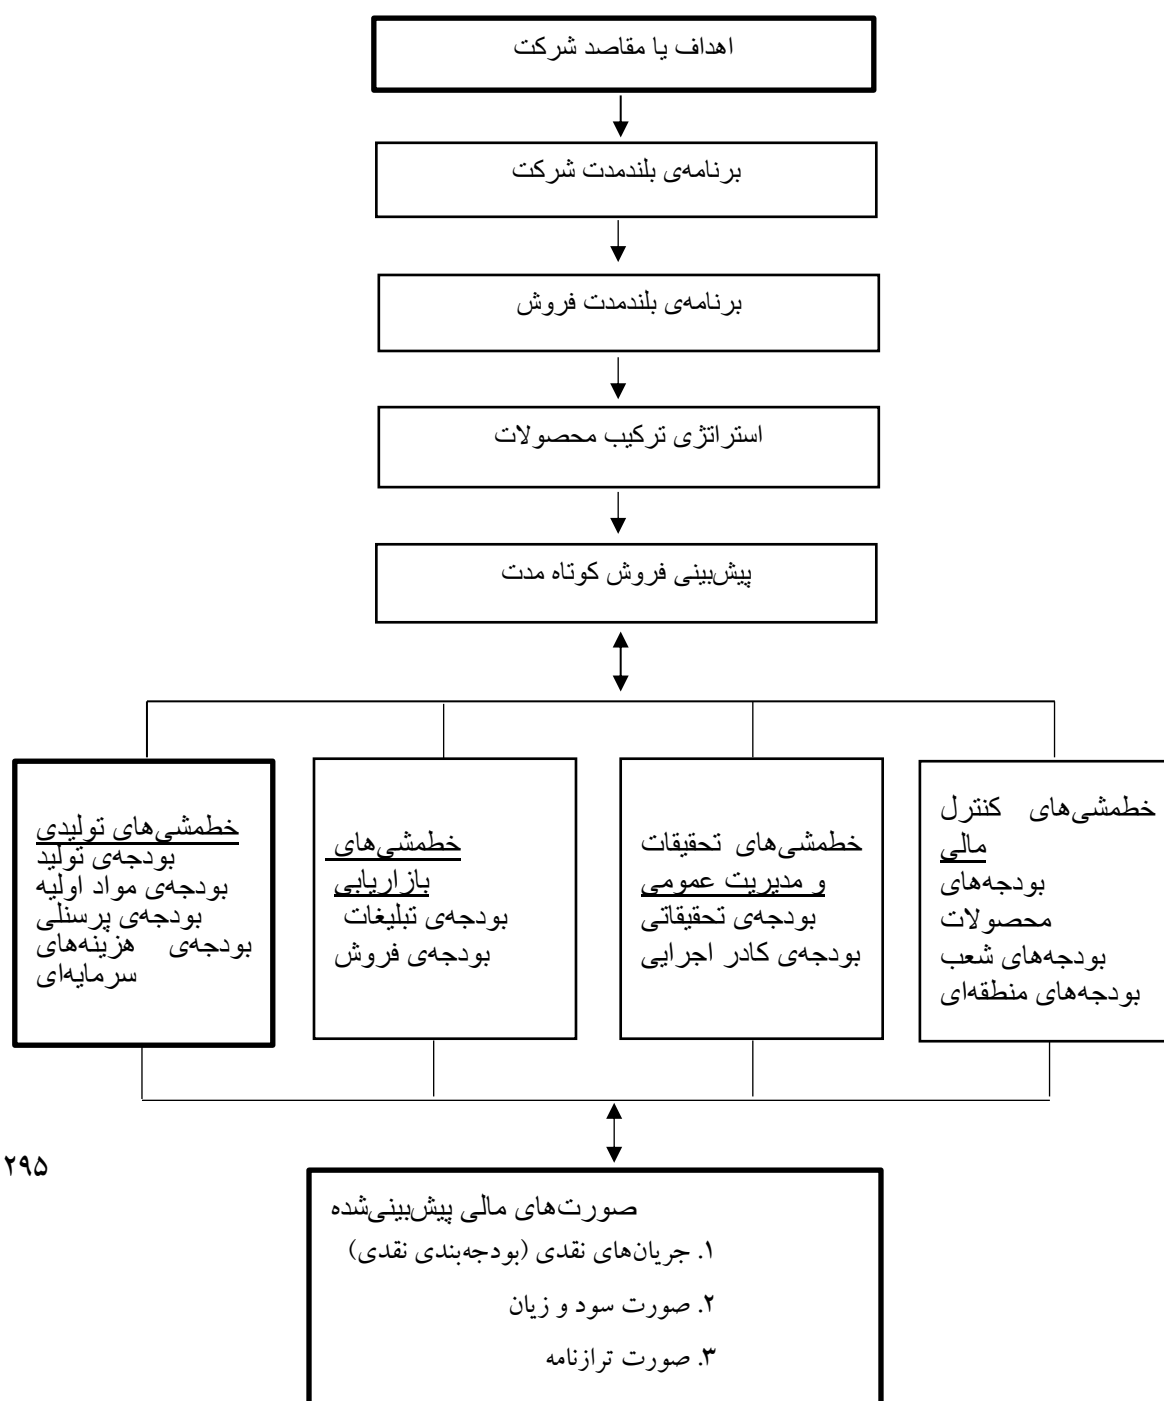 اهداف یا مقاصد شرکت
برنامه‌ی بلندمدت شرکت
برنامه‌ی بلندمدت فروش
استراتژی ترکیب محصولات
پیش‌بینی فروش کوتاه مدت
خطمشی‌های کنترل
مالی
بودجه‌های
محصولات
بودجه‌های شعب
بودجه‌های منطقه‌ای
خطمشی‌های تحقیقات
و مدیریت عمومی
بودجه‌ی تحقیقاتی
بودجه‌ی کادر اجرایی
خطمشی‌های
بازاریابی
بودجه‌ی تبلیغات
بودجه‌ی فروش
خطمشی‌های تولیدی
بودجه‌ی تولید
بودجه‌ی مواد اولیه
بودجه‌ی پرسنلی
بودجه‌ی هزینه‌های
سرمایه‌ای
۲۹۵
صورت‌های مالی پیش‌بینی‌شده
۱. جریان‌های نقدی (بودجه‌بندی نقدی)
۲. صورت سود و زیان
۳. صورت ترازنامه